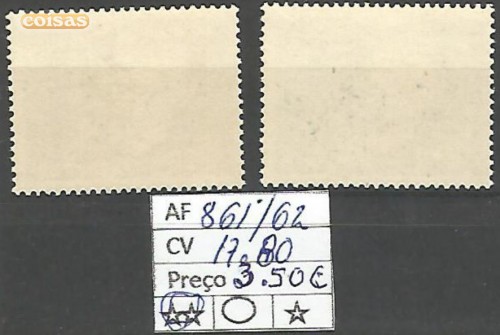 coisas
AF 861/62
CV 17.80
Preço 3.50€